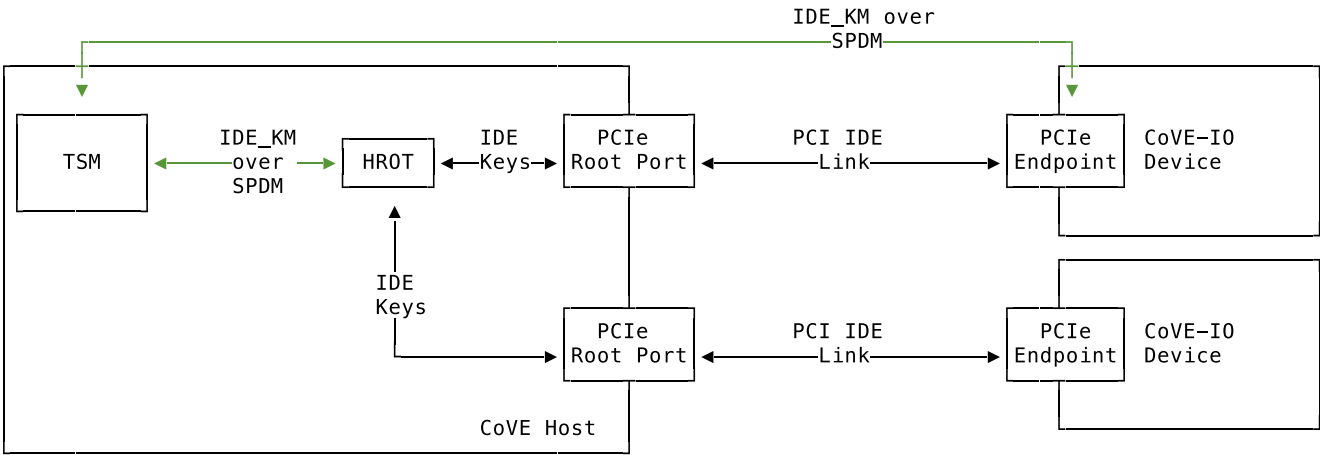 IDE_KM over
SPDM
TSM
IDE_KM
over
SPDM
HROT
IDE
Keys
PCIe
Root Port
PCI IDE
Link
PCIe
Endpoint
CoVE-IO
Device
IDE
Keys
PCIe
Root Port
PCI IDE
Link
PCIe
Endpoint
CoVE-IO
Device
CoVE Host